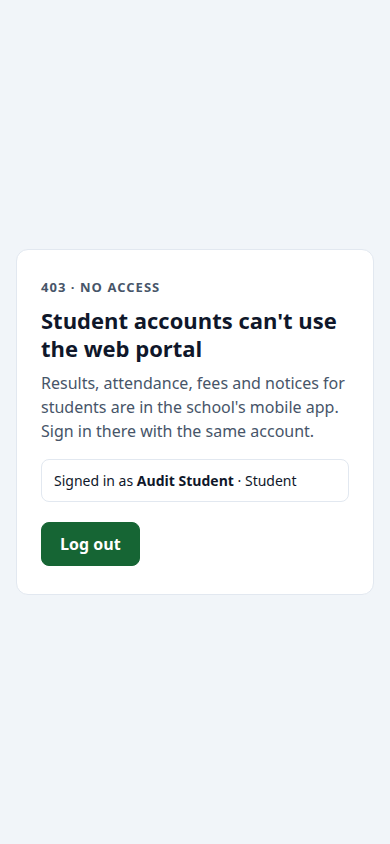 403 · NO ACCESS
Student accounts can't use
the web portal
Results, attendance, fees and notices for
students are in the school's mobile app.
Sign in there with the same account.
Signed in as Audit Student · Student
Log out